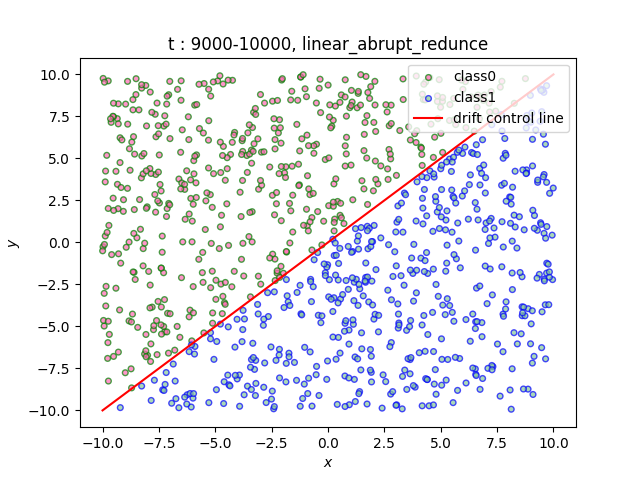 t : 9000-10000, linear_abrupt_redunce
class0
class1
drift control line
10.0
7.5
5.0
2.5
0.0
−2.5
−5.0
−7.5
−10.0
y
−10.0 −7.5 −5.0 −2.5 0.0 2.5 5.0 7.5 10.0
x